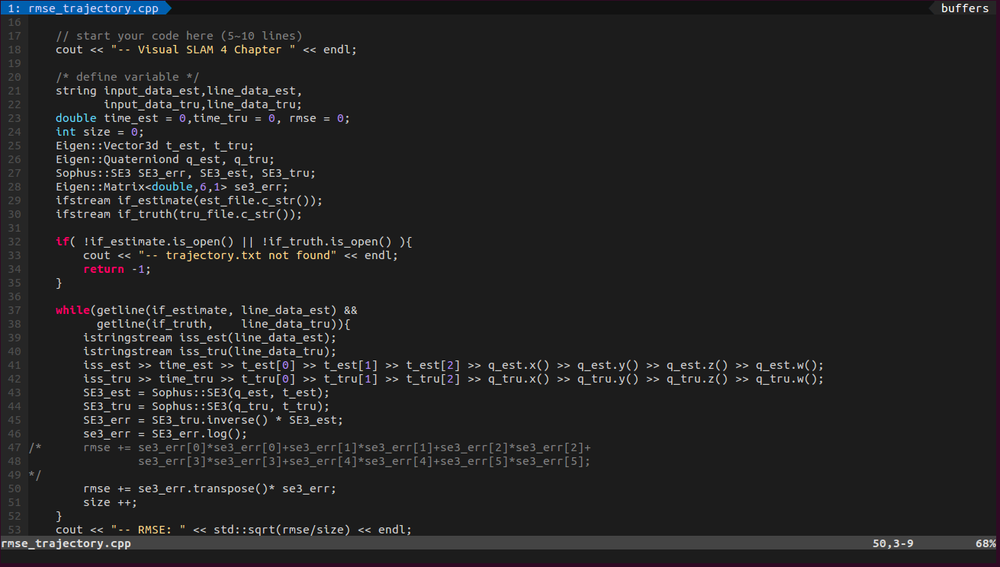 1: rmse_trajectory.cpp buffers
16
17 // start your code here (5~10 lines)
18 cout << "-- Visual SLAM 4 Chapter " << endl;
19
20 /* define variable */
21 string input_data_est,line_data_est,
22 input_data_tru,line_data_tru;
23 double time_est = 0,time_tru = 0, rmse = 0;
24 int size = 0;
25 Eigen::Vector3d t_est, t_tru;
26 Eigen::Quaterniond q_est, q_tru;
27 Sophus::SE3 SE3_err, SE3_est, SE3_tru;
28 Eigen::Matrix<double,6,1> se3_err;
29 ifstream if_estimate(est_file.c_str());
30 ifstream if_truth(tru_file.c_str());
31
32 if( !if_estimate.is_open() || !if_truth.is_open() ){
33 cout << "-- trajectory.txt not found" << endl;
34 return -1;
35 }
36
37 while(getline(if_estimate, line_data_est) &&
38 getline(if_truth,    line_data_tru)){
39 istringstream iss_est(line_data_est);
40 istringstream iss_tru(line_data_tru);
41 iss_est >> time_est >> t_est[0] >> t_est[1] >> t_est[2] >> q_est.x() >> q_est.y() >> q_est.z() >> q_est.w();
42 iss_tru >> time_tru >> t_tru[0] >> t_tru[1] >> t_tru[2] >> q_tru.x() >> q_tru.y() >> q_tru.z() >> q_tru.w();
43 SE3_est = Sophus::SE3(q_est, t_est);
44 SE3_tru = Sophus::SE3(q_tru, t_tru);
45 SE3_err = SE3_tru.inverse() * SE3_est;
46 se3_err = SE3_err.log();
47 /* rmse += se3_err[0]*se3_err[0]+se3_err[1]*se3_err[1]+se3_err[2]*se3_err[2]+
48 se3_err[3]*se3_err[3]+se3_err[4]*se3_err[4]+se3_err[5]*se3_err[5];
49 */
50 rmse += se3_err.transpose()* se3_err;
51 size ++;
52 }
53 cout << "-- RMSE: " << std::sqrt(rmse/size) << endl;
rmse_trajectory.cpp 50,3-9 68%